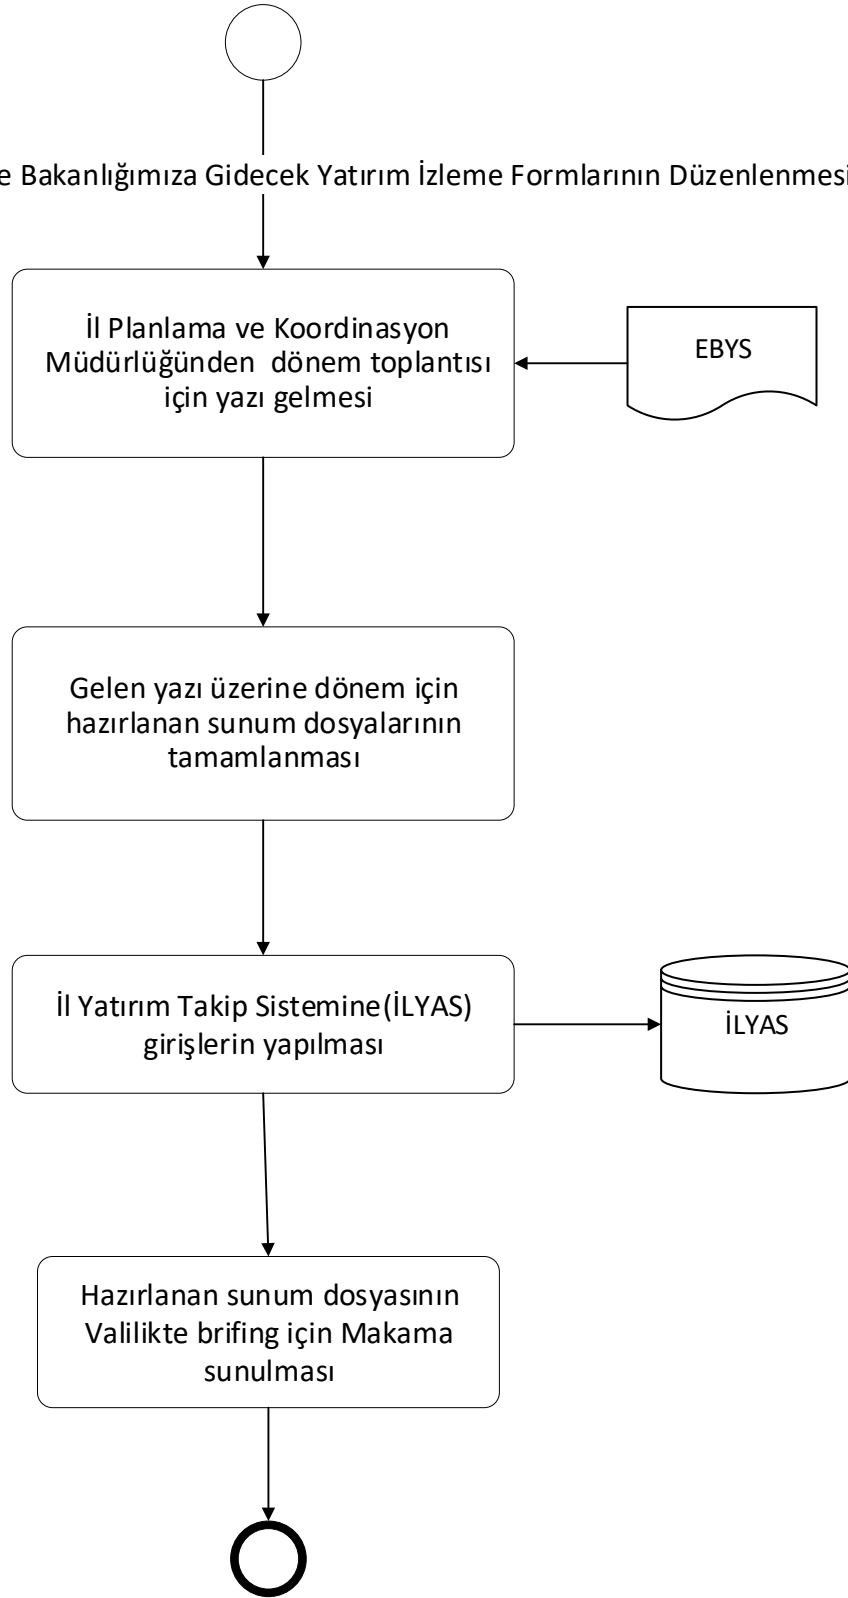 e Bakanlığımıza Gidecek Yatırım İzleme Formlarının Düzenlenmesi
İl Planlama ve Koordinasyon
Müdürlüğünden dönem toplantısı
için yazı gelmesi
EBYS
Gelen yazı üzerine dönem için
hazırlanan sunum dosyalarının
tamamlanması
İl Yatırım Takip Sistemine(İLYAS)
girişlerin yapılması
İLYAS
Hazırlanan sunum dosyasının
Valilikte brifing için Makama
sunulması